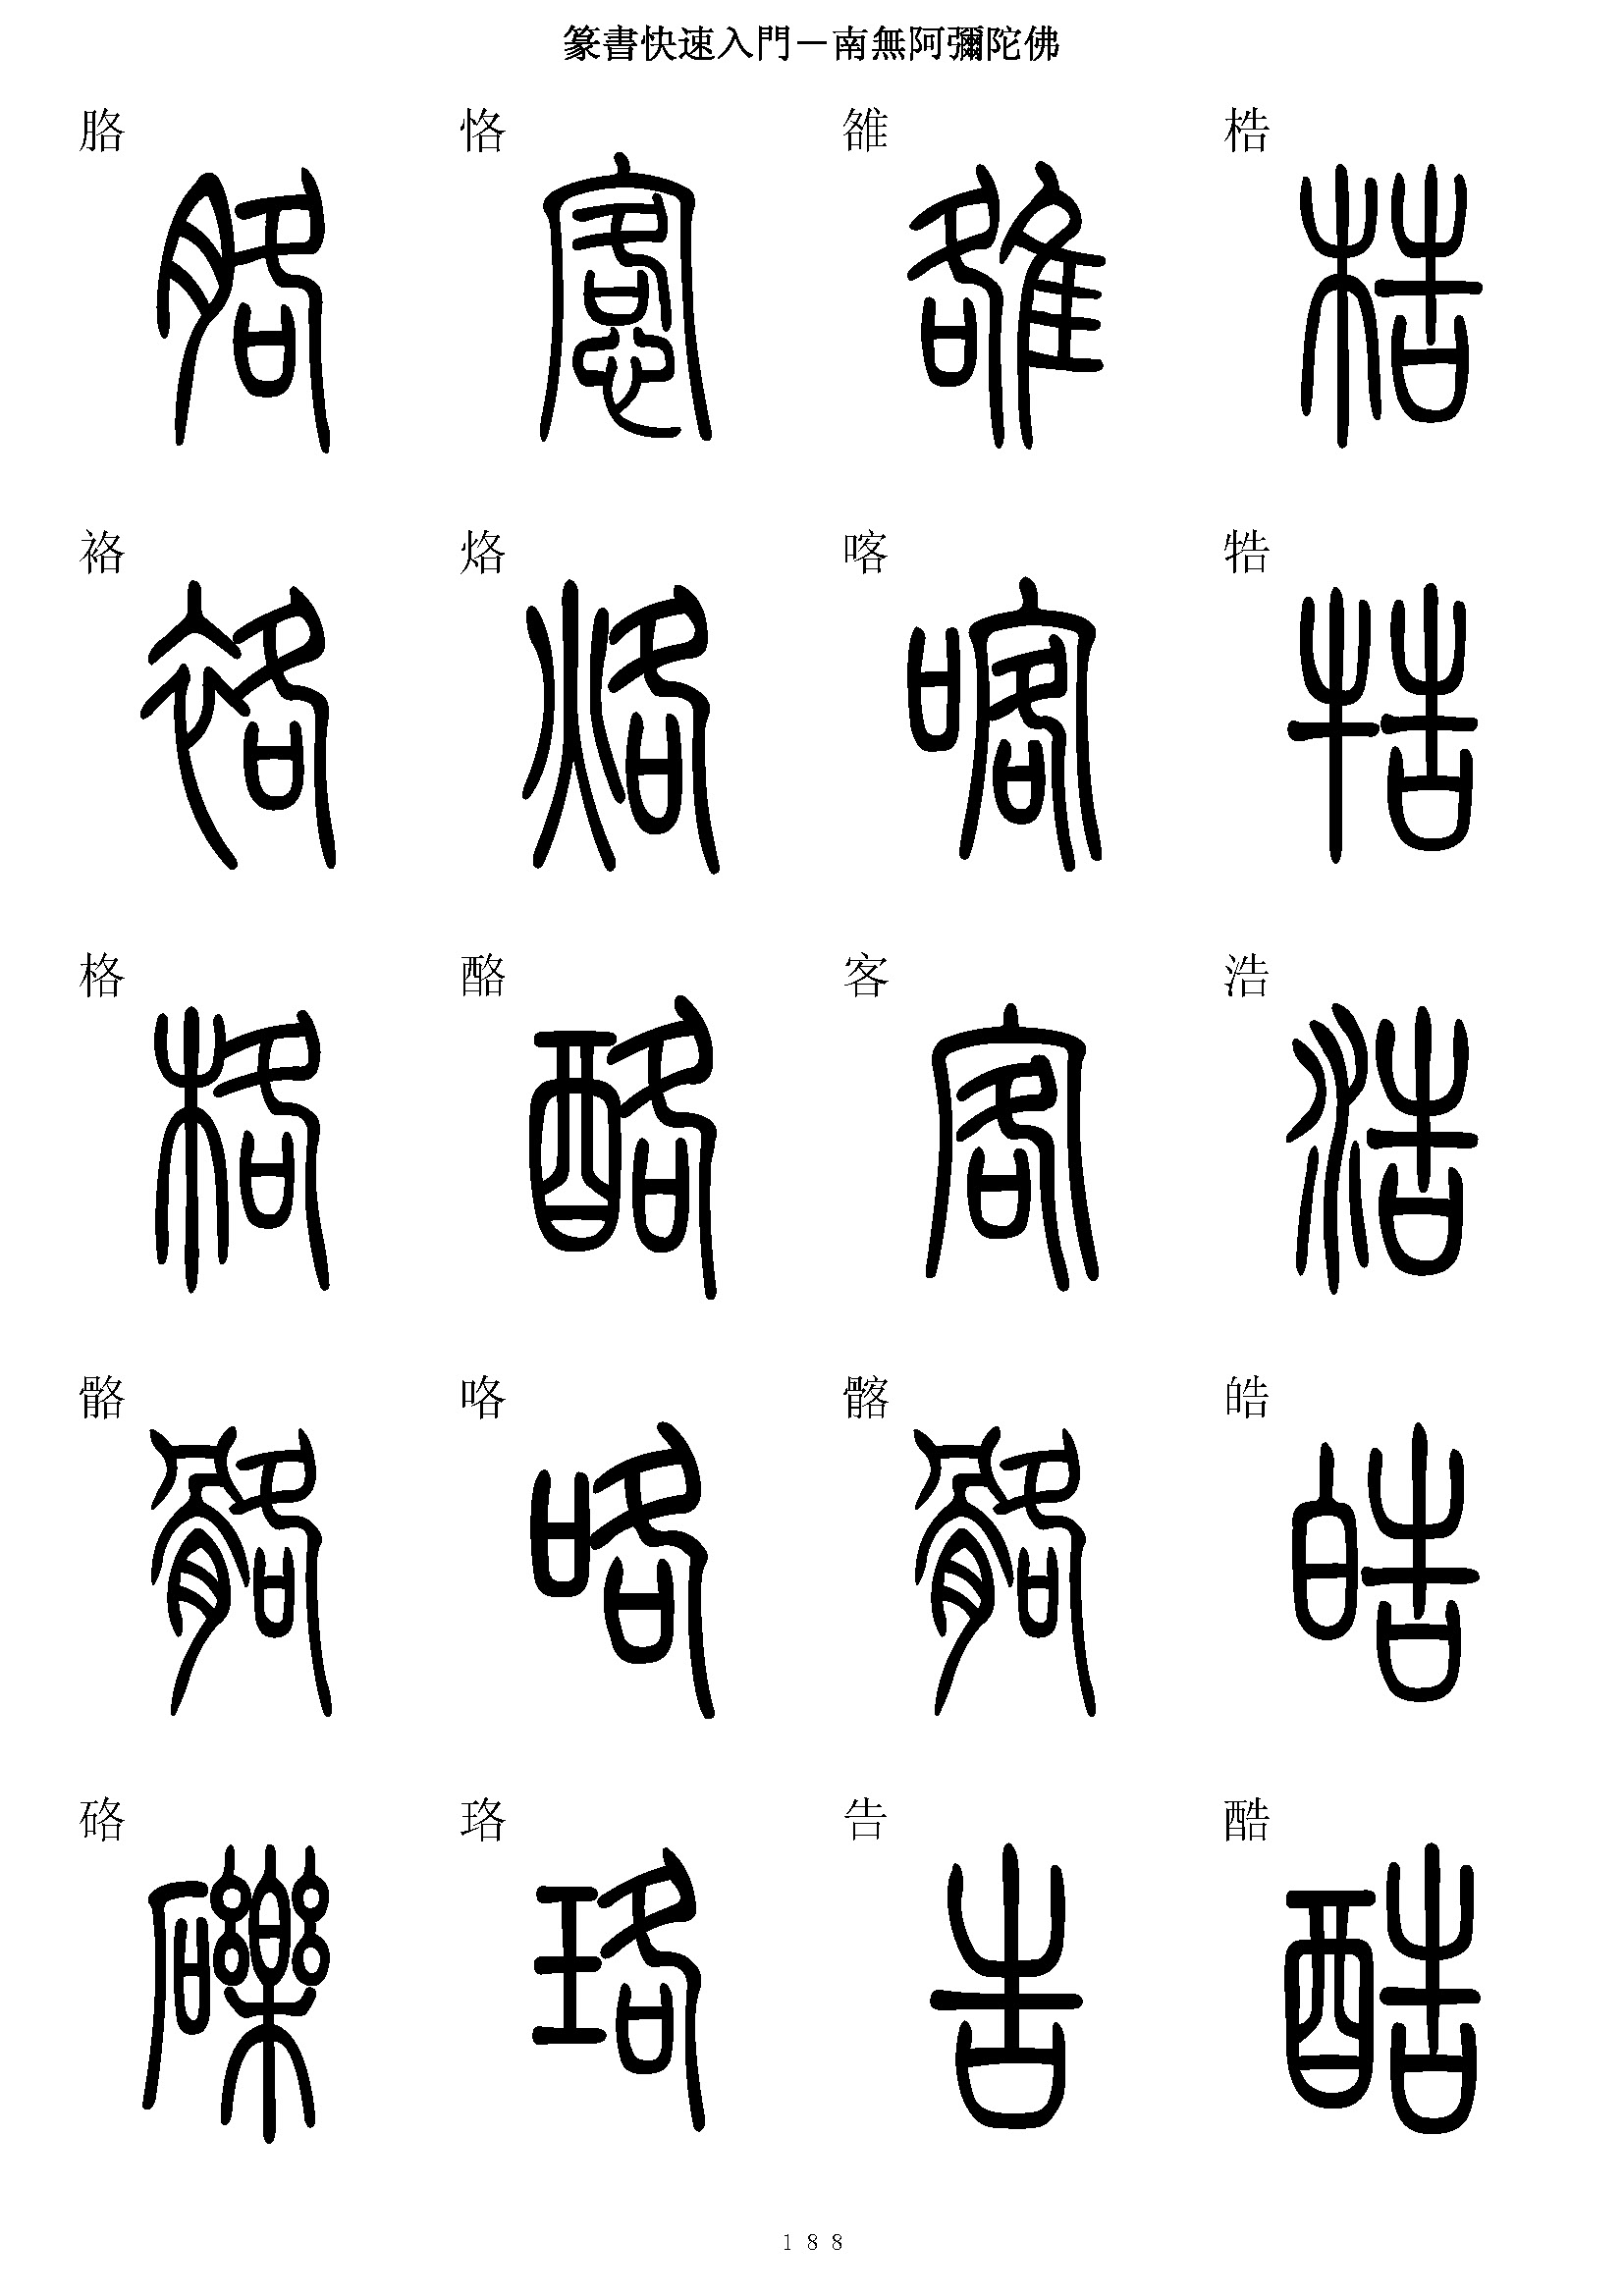 篆書快速入門－南無阿彌陀佛
胳 恪 雒 梏
袼 烙 喀 牿
格 酪 客 浩
骼 咯 髂 皓
硌 珞 告 酷
188